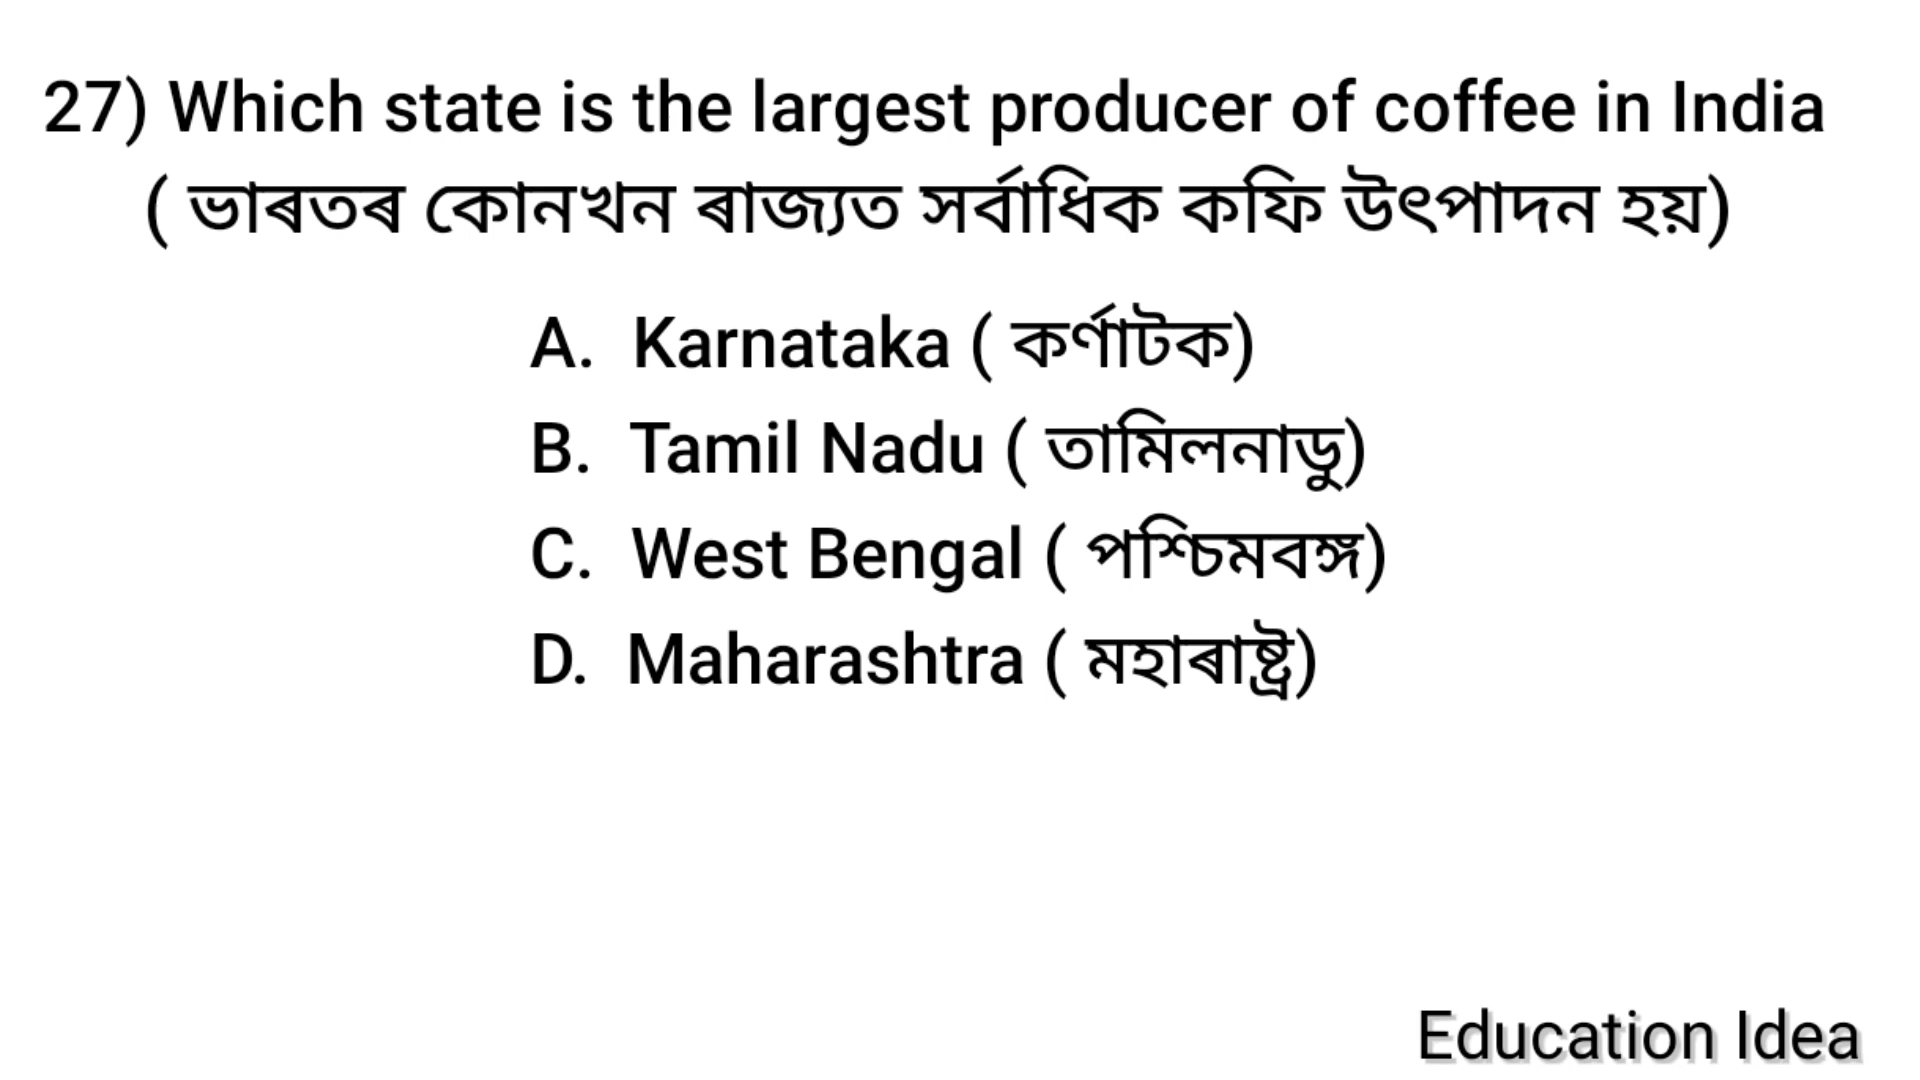 27) Which state is the largest producer of coffee in India
( ভাৰতৰ কোনখন ৰাজ্যত সৰ্বাধিক কফি উৎপাদন হয়)
A. Karnataka ( কৰ্ণাটক)
B. Tamil Nadu ( তামিলনাডু)
C. West Bengal ( পশ্চিমবঙ্গ)
D. Maharashtra ( মহাৰাষ্ট্ৰ)
Education Idea